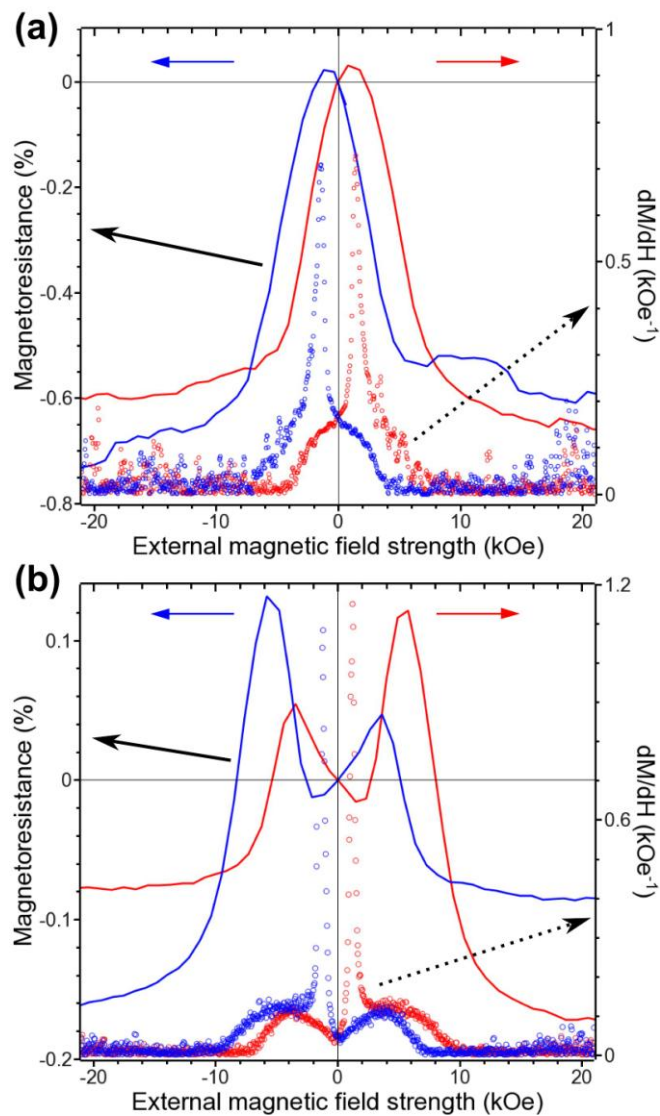 (a)
0
-0.2
-0.4
-0.6
-0.8
Magnetoresistance (%)
1
0.5
0
dM/dH (kOe⁻¹)
-20 -10 0 10 20
External magnetic field strength (kOe)
(b)
0.1
0
-0.1
-0.2
Magnetoresistance (%)
1.2
0.6
0
dM/dH (kOe⁻¹)
-20 -10 0 10 20
External magnetic field strength (kOe)